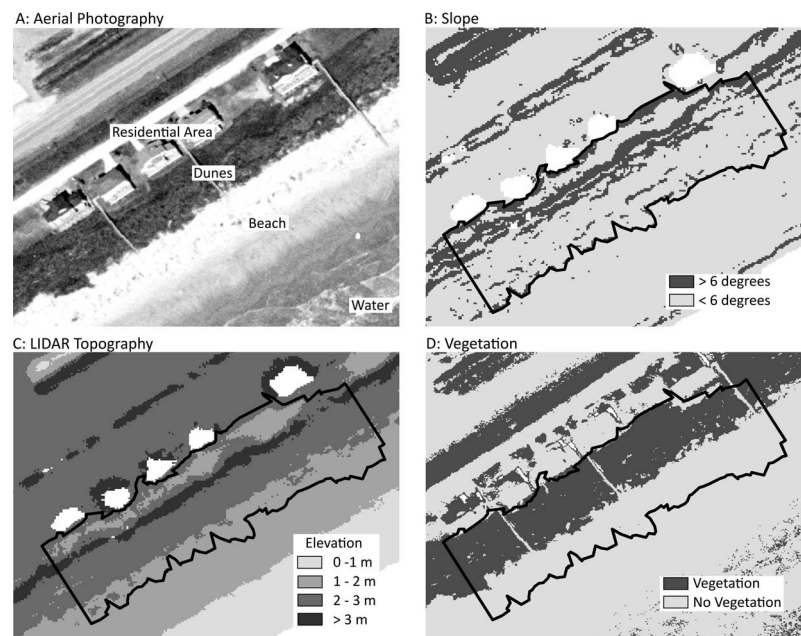 A: Aerial Photography
Residential Area
Dunes
Beach
Water
B: Slope
> 6 degrees
< 6 degrees
C: LIDAR Topography
Elevation
0 -1 m
1 - 2 m
2 - 3 m
> 3 m
D: Vegetation
Vegetation
No Vegetation